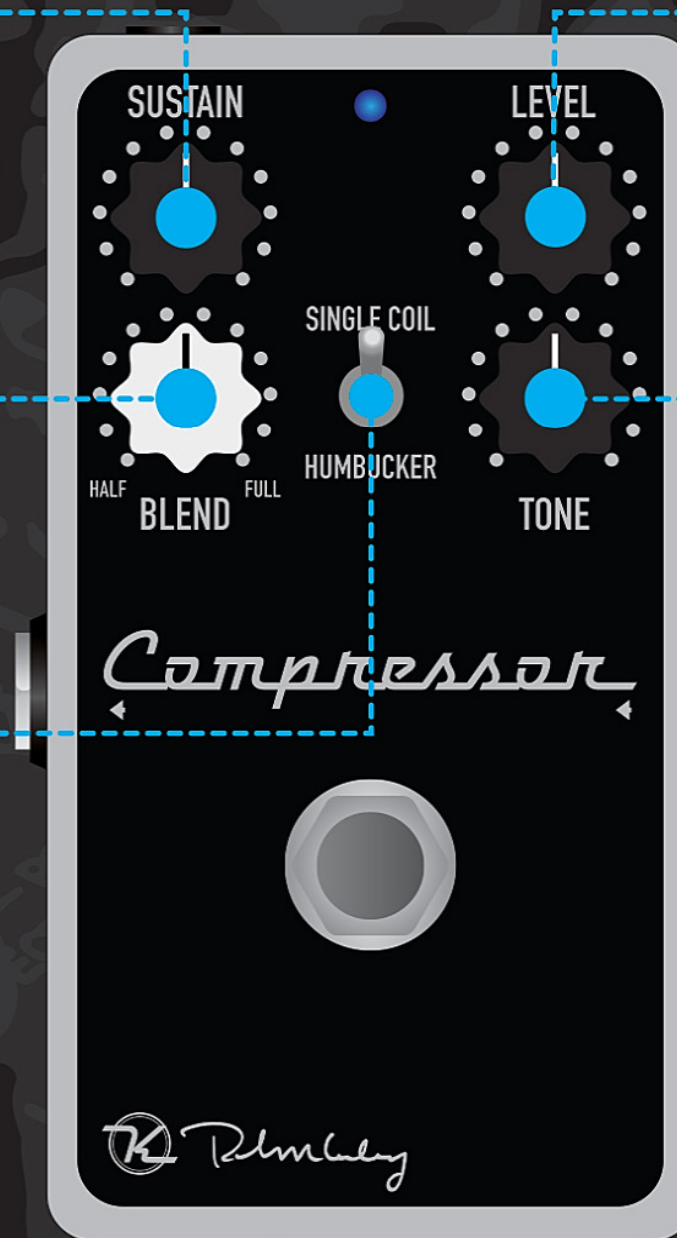 SUSTAIN
LEVEL
SINGLE COIL
HUMBUCKER
HALF
FULL
BLEND
TONE
Compressor
K